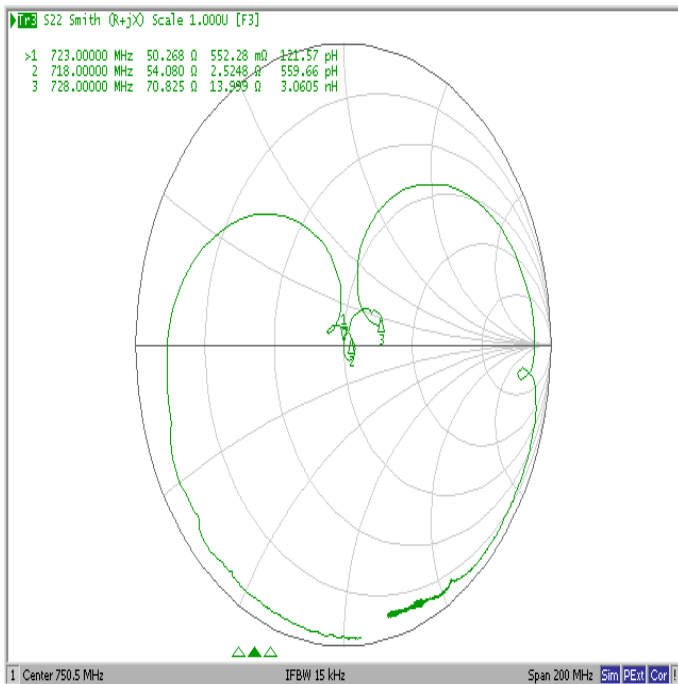 Tr3 S22 Smith (R+jX) Scale 1.000U [F3]
>1 723.00000 MHz 50.268 Ω 552.28 mΩ 121.57 pH
2 718.00000 MHz 54.080 Ω 2.5248 Ω 559.66 pH
3 728.00000 MHz 70.825 Ω 13.999 Ω 3.0605 nH
1
2
3
1 Center 750.5 MHz IFBW 15 kHz Span 200 MHz Sim PExt Cor !